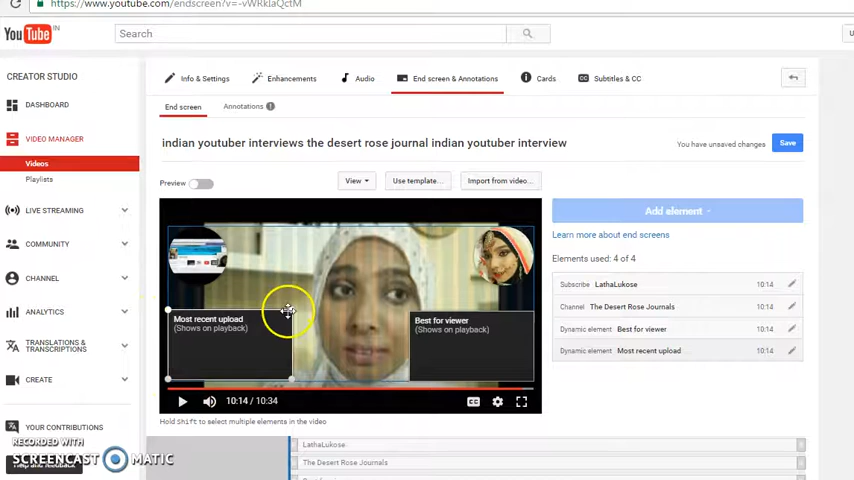 https://www.youtube.com/endscreen?v=-vWRklaQctM
YouTube IN
Search
CREATOR STUDIO
DASHBOARD
VIDEO MANAGER
Videos
Playlists
LIVE STREAMING
COMMUNITY
CHANNEL
ANALYTICS
TRANSLATIONS &
TRANSCRIPTIONS
CREATE
YOUR CONTRIBUTIONS
Info & Settings
Enhancements
Audio
End screen & Annotations
Cards
CC Subtitles & CC
End screen
Annotations
indian youtuber interviews the desert rose journal indian youtuber interview
You have unsaved changes
Save
Preview
View
Use template...
Import from video...
Most recent upload
(Shows on playback)
Best for viewer
(Shows on playback)
10:14 / 10:34
CC
Hold Shift to select multiple elements in the video
Add element
Learn more about end screens
Elements used: 4 of 4
Subscribe LathaLukose 10:14
Channel The Desert Rose Journals 10:14
Dynamic element Best for viewer 10:14
Dynamic element Most recent upload 10:14
LathaLukose
The Desert Rose Journals
RECORDED WITH
SCREENCAST MATIC